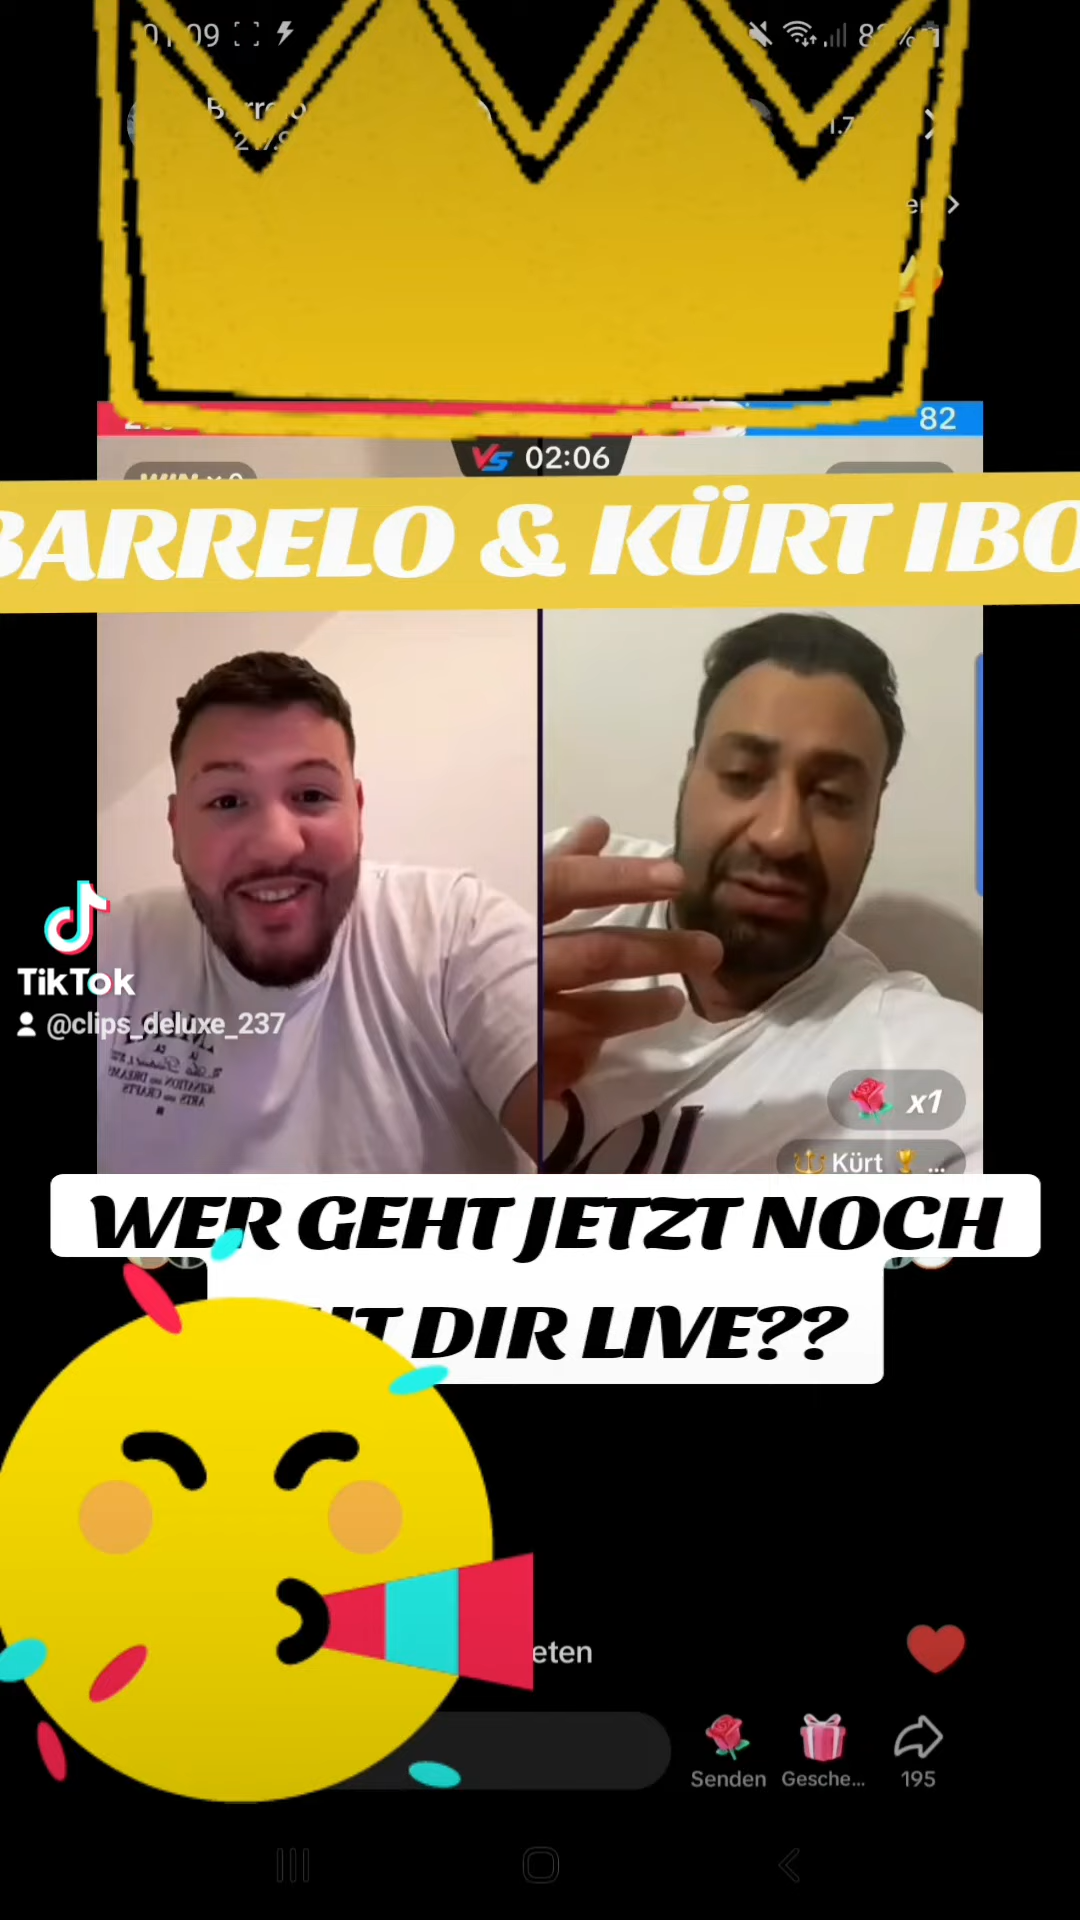 82
VS 02:06
BARRELO & KÜRT IBO
TikTok
@clips_deluxe_237
x1
Kürt ...
WER GEHT JETZT NOCH
DIR LIVE??
Senden Gesche... 195